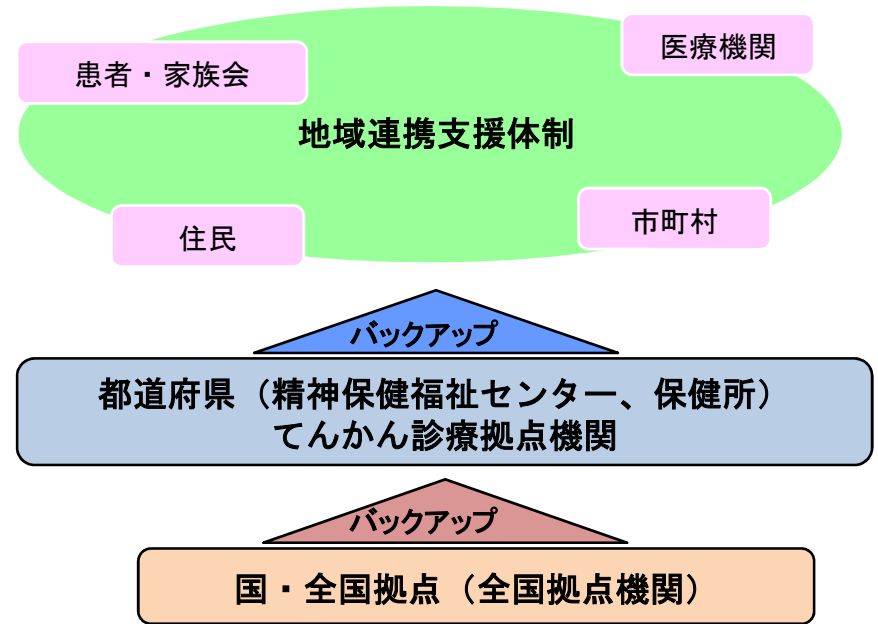 患者・家族会
医療機関
地域連携支援体制
住民
市町村
バックアップ
都道府県（精神保健福祉センター、保健所）
てんかん診療拠点機関
バックアップ
国・全国拠点（全国拠点機関）